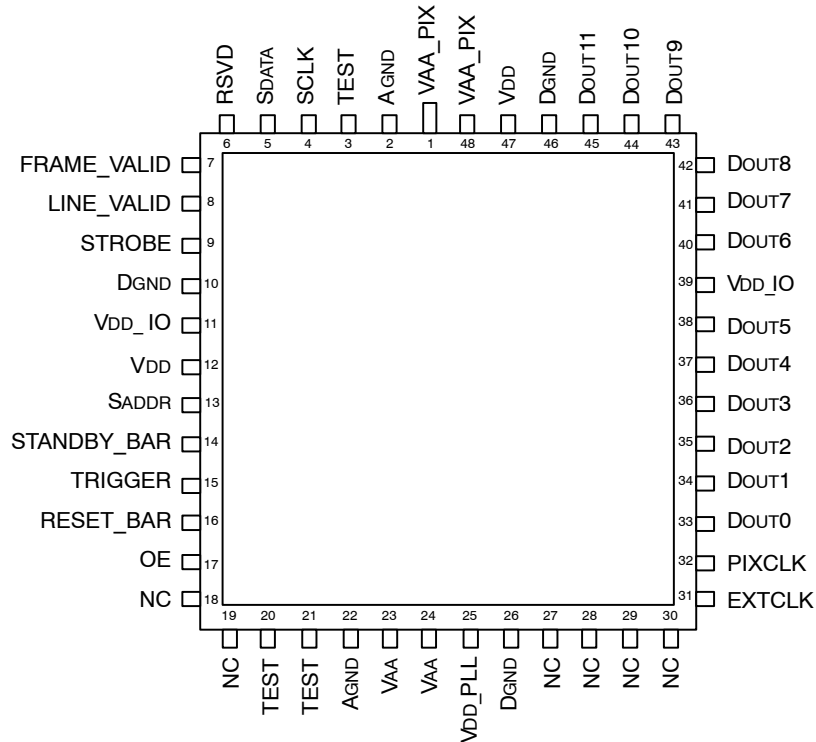 RSVD
SDATA
SCLK
TEST
AGND
VAA_PIX
VAA_PIX
VDD
DGND
DOUT11
DOUT10
DOUT9
6 5 4 3 2 1 48 47 46 45 44 43
FRAME_VALID 7
LINE_VALID 8
STROBE 9
DGND 10
VDD_IO 11
VDD 12
SADDR 13
STANDBY_BAR 14
TRIGGER 15
RESET_BAR 16
OE 17
NC 18
42 DOUT8
41 DOUT7
40 DOUT6
39 VDD_IO
38 DOUT5
37 DOUT4
36 DOUT3
35 DOUT2
34 DOUT1
33 DOUT0
32 PIXCLK
31 EXTCLK
19 20 21 22 23 24 25 26 27 28 29 30
NC
TEST
TEST
AGND
VAA
VAA
VDD_PLL
DGND
NC
NC
NC
NC